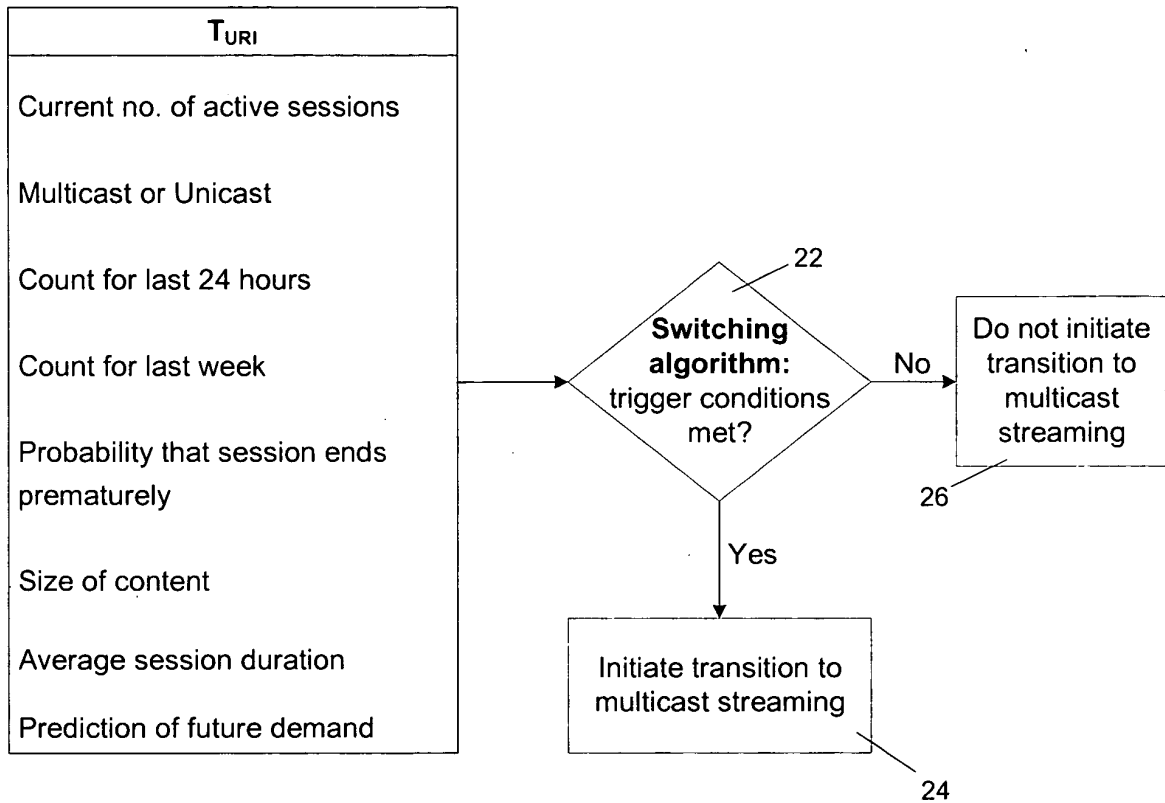 T_URI
Current no. of active sessions
Multicast or Unicast
Count for last 24 hours
Count for last week
Probability that session ends
prematurely
Size of content
Average session duration
Prediction of future demand
22
Switching
algorithm:
trigger conditions
met?
No
Do not initiate
transition to
multicast
streaming
26
Yes
Initiate transition to
multicast streaming
24